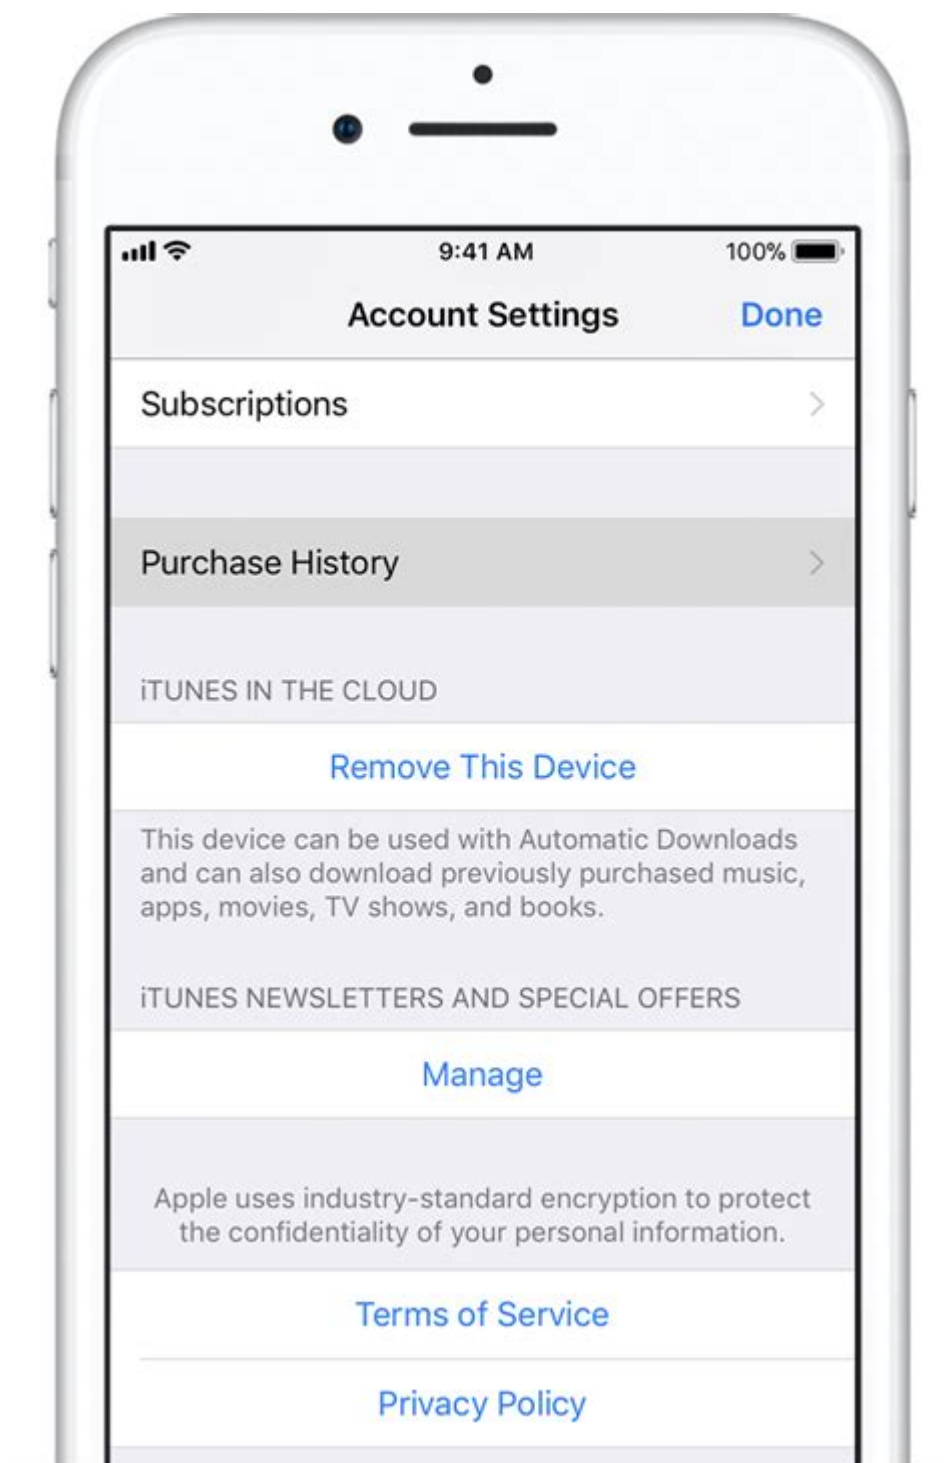 9:41 AM
100%
Account Settings
Done
Subscriptions
Purchase History
iTUNES IN THE CLOUD
Remove This Device
This device can be used with Automatic Downloads
and can also download previously purchased music,
apps, movies, TV shows, and books.
iTUNES NEWSLETTERS AND SPECIAL OFFERS
Manage
Apple uses industry-standard encryption to protect
the confidentiality of your personal information.
Terms of Service
Privacy Policy